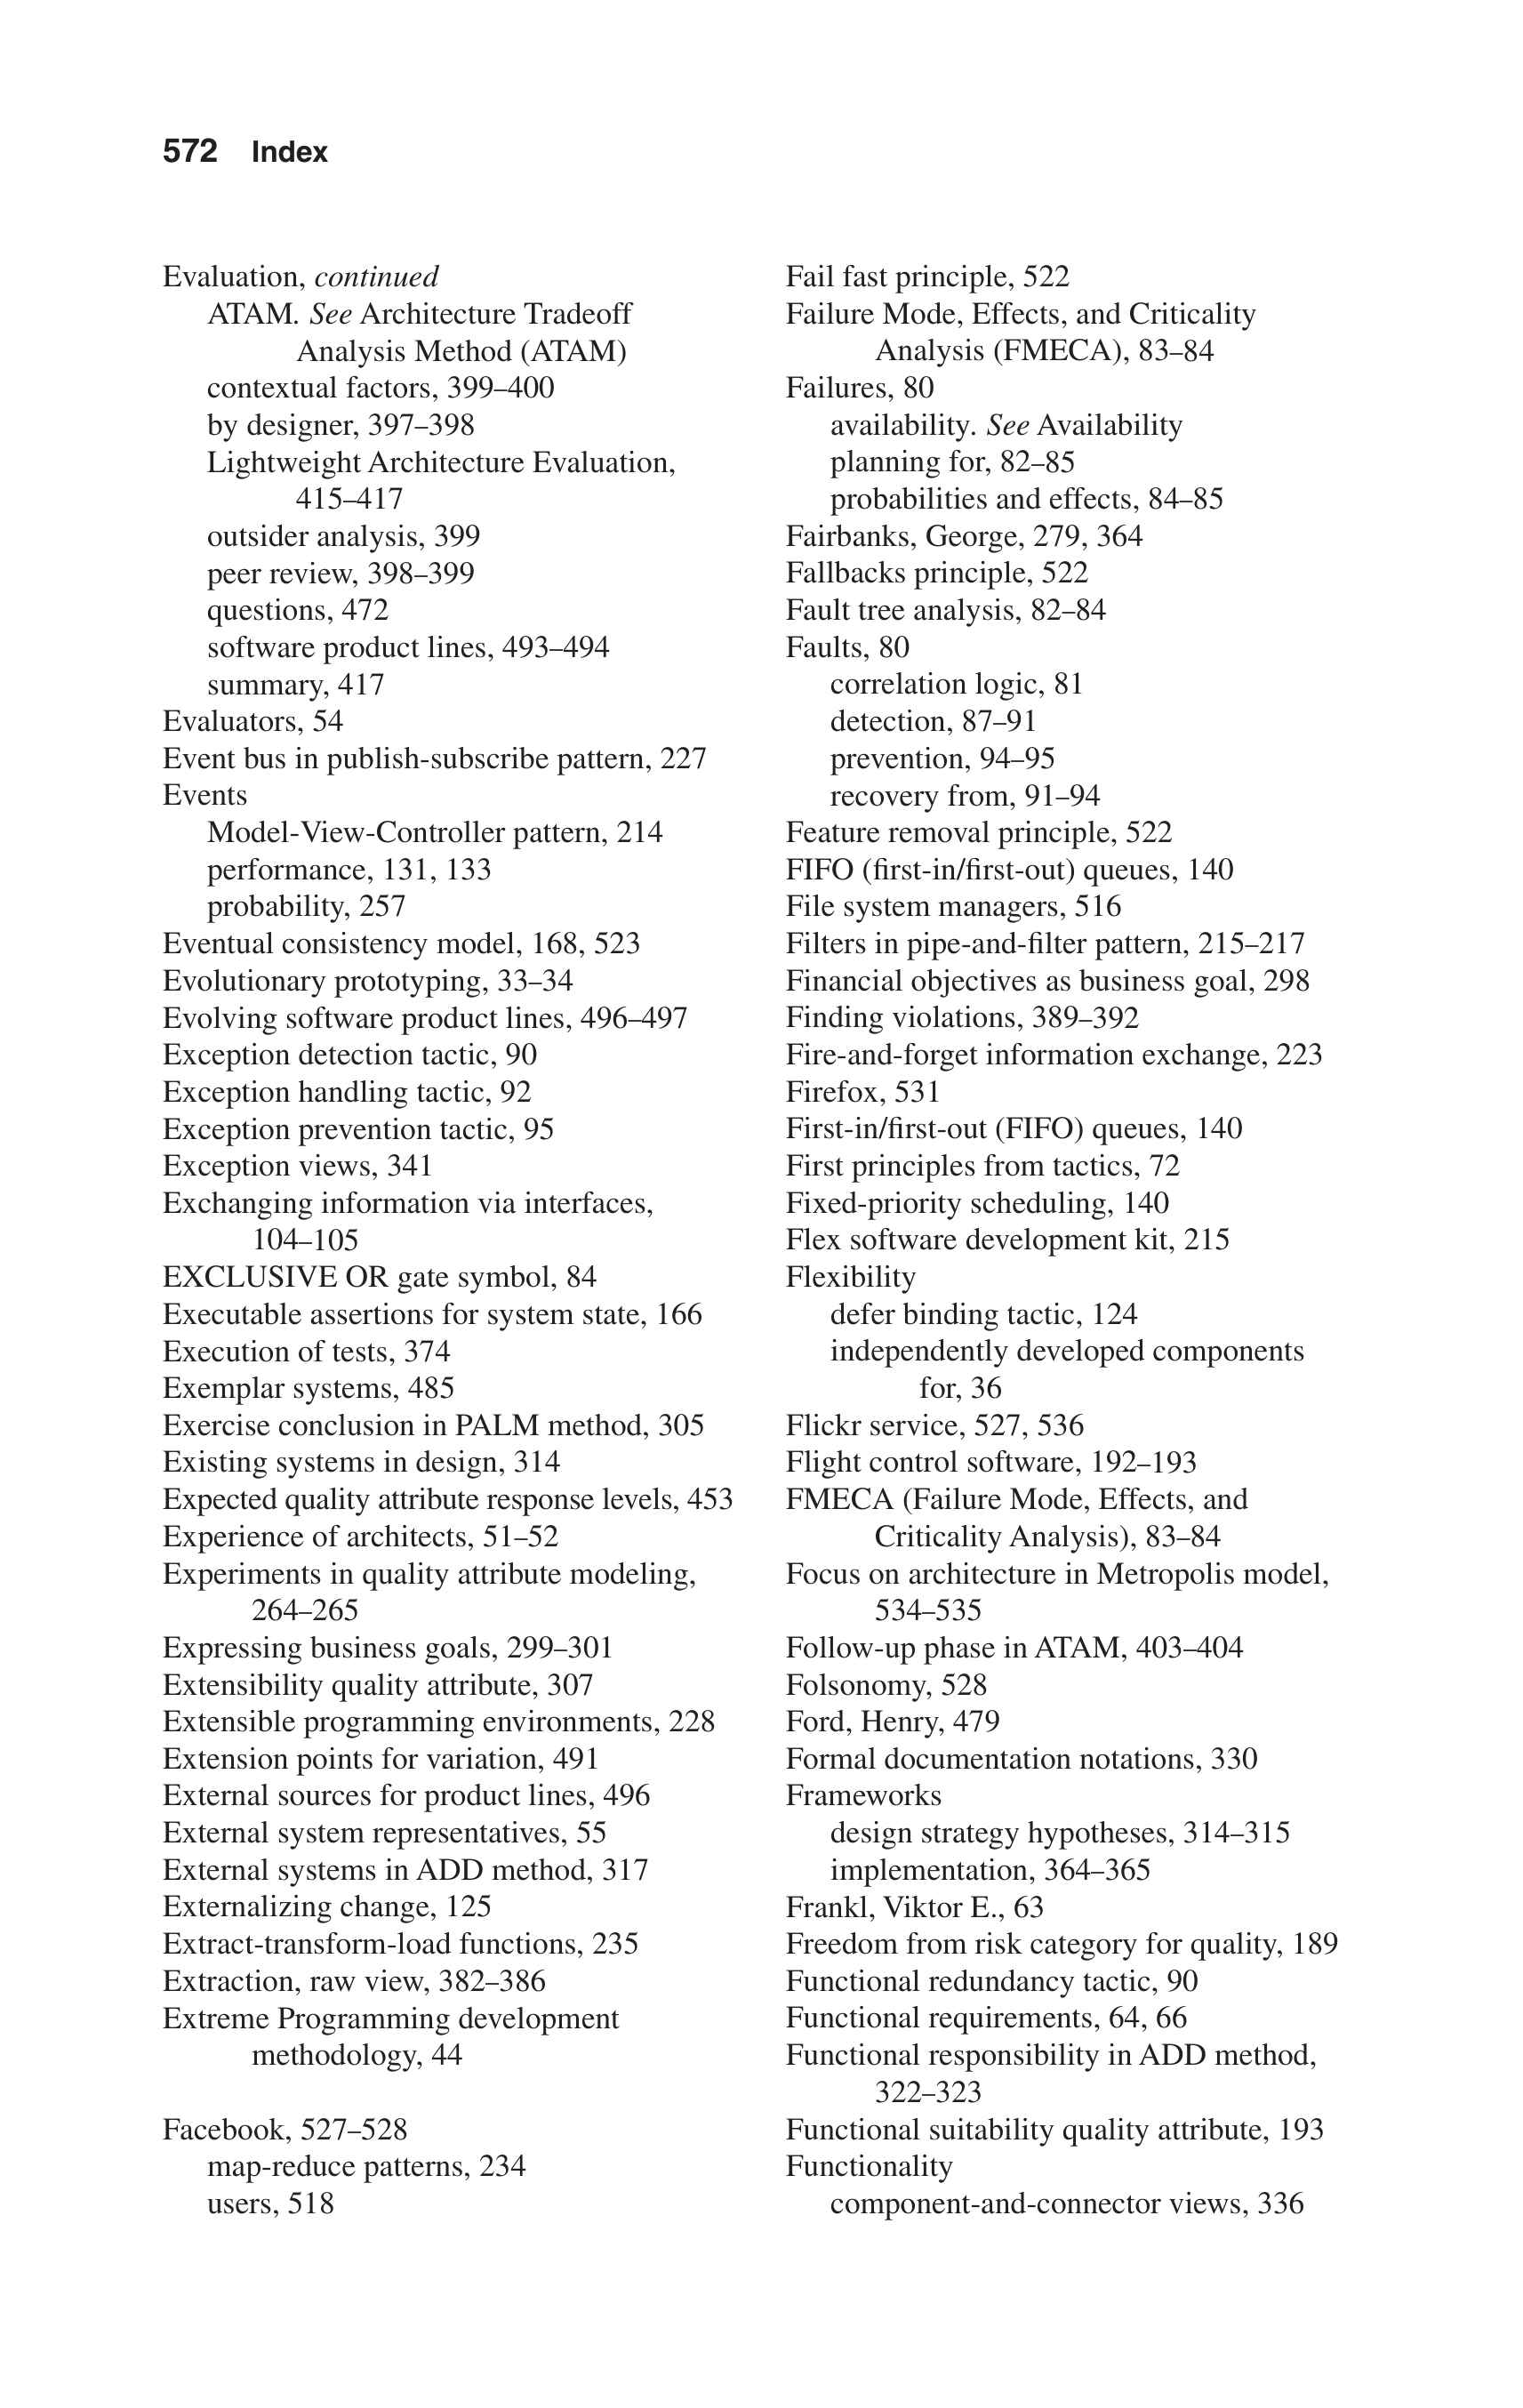 572 Index
Evaluation, continued
ATAM. See Architecture Tradeoff
Analysis Method (ATAM)
contextual factors, 399–400
by designer, 397–398
Lightweight Architecture Evaluation,
415–417
outsider analysis, 399
peer review, 398–399
questions, 472
software product lines, 493–494
summary, 417
Evaluators, 54
Event bus in publish-subscribe pattern, 227
Events
Model-View-Controller pattern, 214
performance, 131, 133
probability, 257
Eventual consistency model, 168, 523
Evolutionary prototyping, 33–34
Evolving software product lines, 496–497
Exception detection tactic, 90
Exception handling tactic, 92
Exception prevention tactic, 95
Exception views, 341
Exchanging information via interfaces,
104–105
EXCLUSIVE OR gate symbol, 84
Executable assertions for system state, 166
Execution of tests, 374
Exemplar systems, 485
Exercise conclusion in PALM method, 305
Existing systems in design, 314
Expected quality attribute response levels, 453
Experience of architects, 51–52
Experiments in quality attribute modeling,
264–265
Expressing business goals, 299–301
Extensibility quality attribute, 307
Extensible programming environments, 228
Extension points for variation, 491
External sources for product lines, 496
External system representatives, 55
External systems in ADD method, 317
Externalizing change, 125
Extract-transform-load functions, 235
Extraction, raw view, 382–386
Extreme Programming development
methodology, 44
Facebook, 527–528
map-reduce patterns, 234
users, 518
Fail fast principle, 522
Failure Mode, Effects, and Criticality
Analysis (FMECA), 83–84
Failures, 80
availability. See Availability
planning for, 82–85
probabilities and effects, 84–85
Fairbanks, George, 279, 364
Fallbacks principle, 522
Fault tree analysis, 82–84
Faults, 80
correlation logic, 81
detection, 87–91
prevention, 94–95
recovery from, 91–94
Feature removal principle, 522
FIFO (first-in/first-out) queues, 140
File system managers, 516
Filters in pipe-and-filter pattern, 215–217
Financial objectives as business goal, 298
Finding violations, 389–392
Fire-and-forget information exchange, 223
Firefox, 531
First-in/first-out (FIFO) queues, 140
First principles from tactics, 72
Fixed-priority scheduling, 140
Flex software development kit, 215
Flexibility
defer binding tactic, 124
independently developed components
for, 36
Flickr service, 527, 536
Flight control software, 192–193
FMECA (Failure Mode, Effects, and
Criticality Analysis), 83–84
Focus on architecture in Metropolis model,
534–535
Follow-up phase in ATAM, 403–404
Folsonomy, 528
Ford, Henry, 479
Formal documentation notations, 330
Frameworks
design strategy hypotheses, 314–315
implementation, 364–365
Frankl, Viktor E., 63
Freedom from risk category for quality, 189
Functional redundancy tactic, 90
Functional requirements, 64, 66
Functional responsibility in ADD method,
322–323
Functional suitability quality attribute, 193
Functionality
component-and-connector views, 336